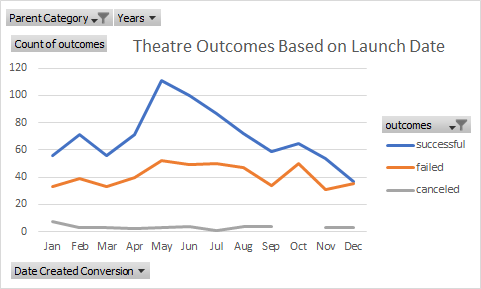 Parent Category Years
Count of outcomes
Theatre Outcomes Based on Launch Date
120
100
80
60
40
20
0
Jan Feb Mar Apr May Jun Jul Aug Sep Oct Nov Dec
outcomes
successful
failed
canceled
Date Created Conversion